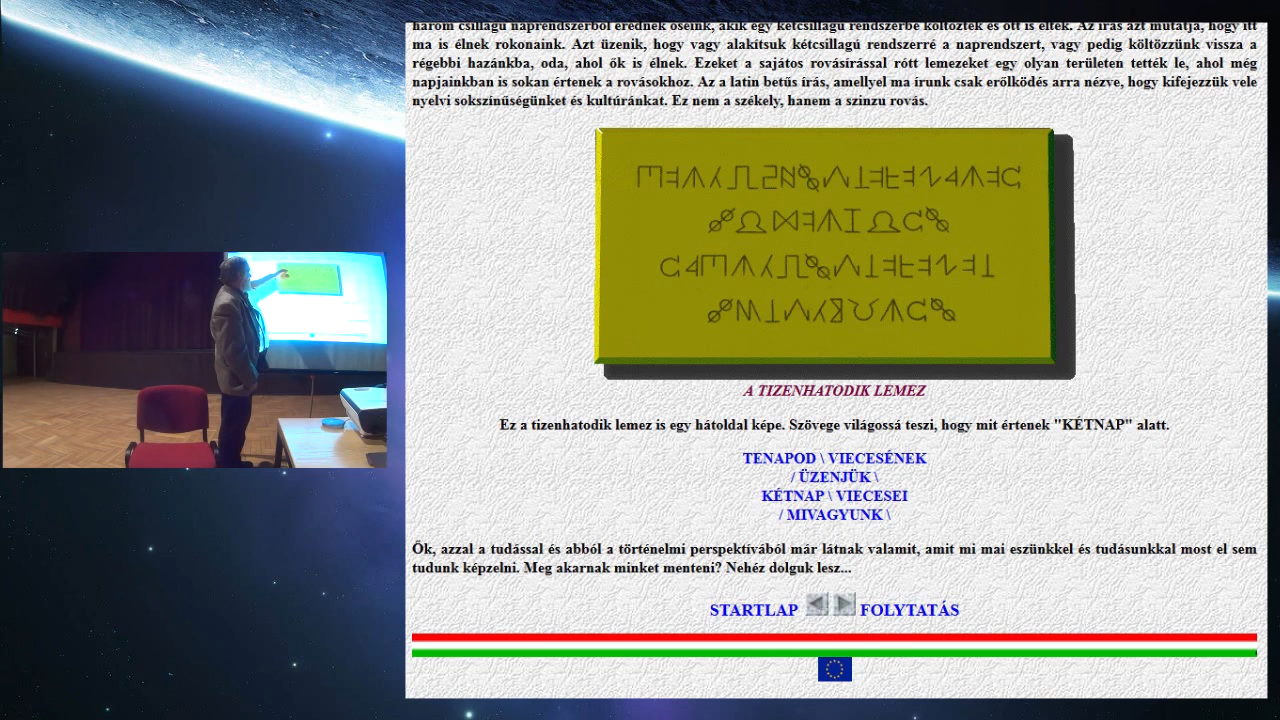 három csillagú naprendszerből erednek őseink, akik egy kétcsillagú rendszerbe költöztek és ott is éltek. Az írás azt mutatja, hogy itt
ma is élnek rokonaink. Azt üzenik, hogy vagy alakítsuk kétcsillagú rendszerré a naprendszert, vagy pedig költözzünk vissza a
régebbi hazánkba, oda, ahol ők is élnek. Ezeket a sajátos rovásírással rótt lemezeket egy olyan területen tették le, ahol még
napjainkban is sokan értenek a rovásokhoz. Az a latin betűs írás, amellyel ma írunk csak erőlködés arra nézve, hogy kifejezzük vele
nyelvi sokszinűségünket és kultúránkat. Ez nem a székely, hanem a szinzu rovás.
A TIZENHATODIK LEMEZ
Ez a tizenhatodik lemez is egy hátoldal képe. Szövege világossá teszi, hogy mit értenek "KÉTNAP" alatt.
TENAPOD \ VIECESÉNEK
/ ÜZENJÜK \
KÉTNAP \ VIECESEI
/ MIVAGYUNK \
Ők, azzal a tudással és abból a történelmi perspektívából már látnak valamit, amit mi mai eszünkkel és tudásunkkal most el sem
tudunk képzelni. Meg akarnak minket menteni? Nehéz dolguk lesz...
STARTLAP FOLYTATÁS